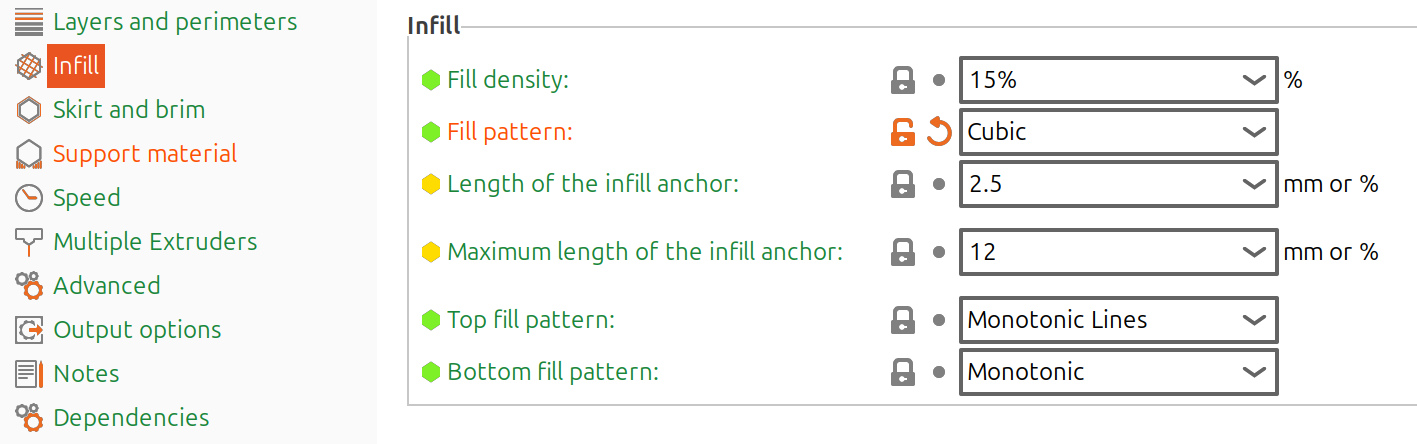 Layers and perimeters
Infill
Skirt and brim
Support material
Speed
Multiple Extruders
Advanced
Output options
Notes
Dependencies
Infill
Fill density: 15% %
Fill pattern: Cubic
Length of the infill anchor: 2.5 mm or %
Maximum length of the infill anchor: 12 mm or %
Top fill pattern: Monotonic Lines
Bottom fill pattern: Monotonic